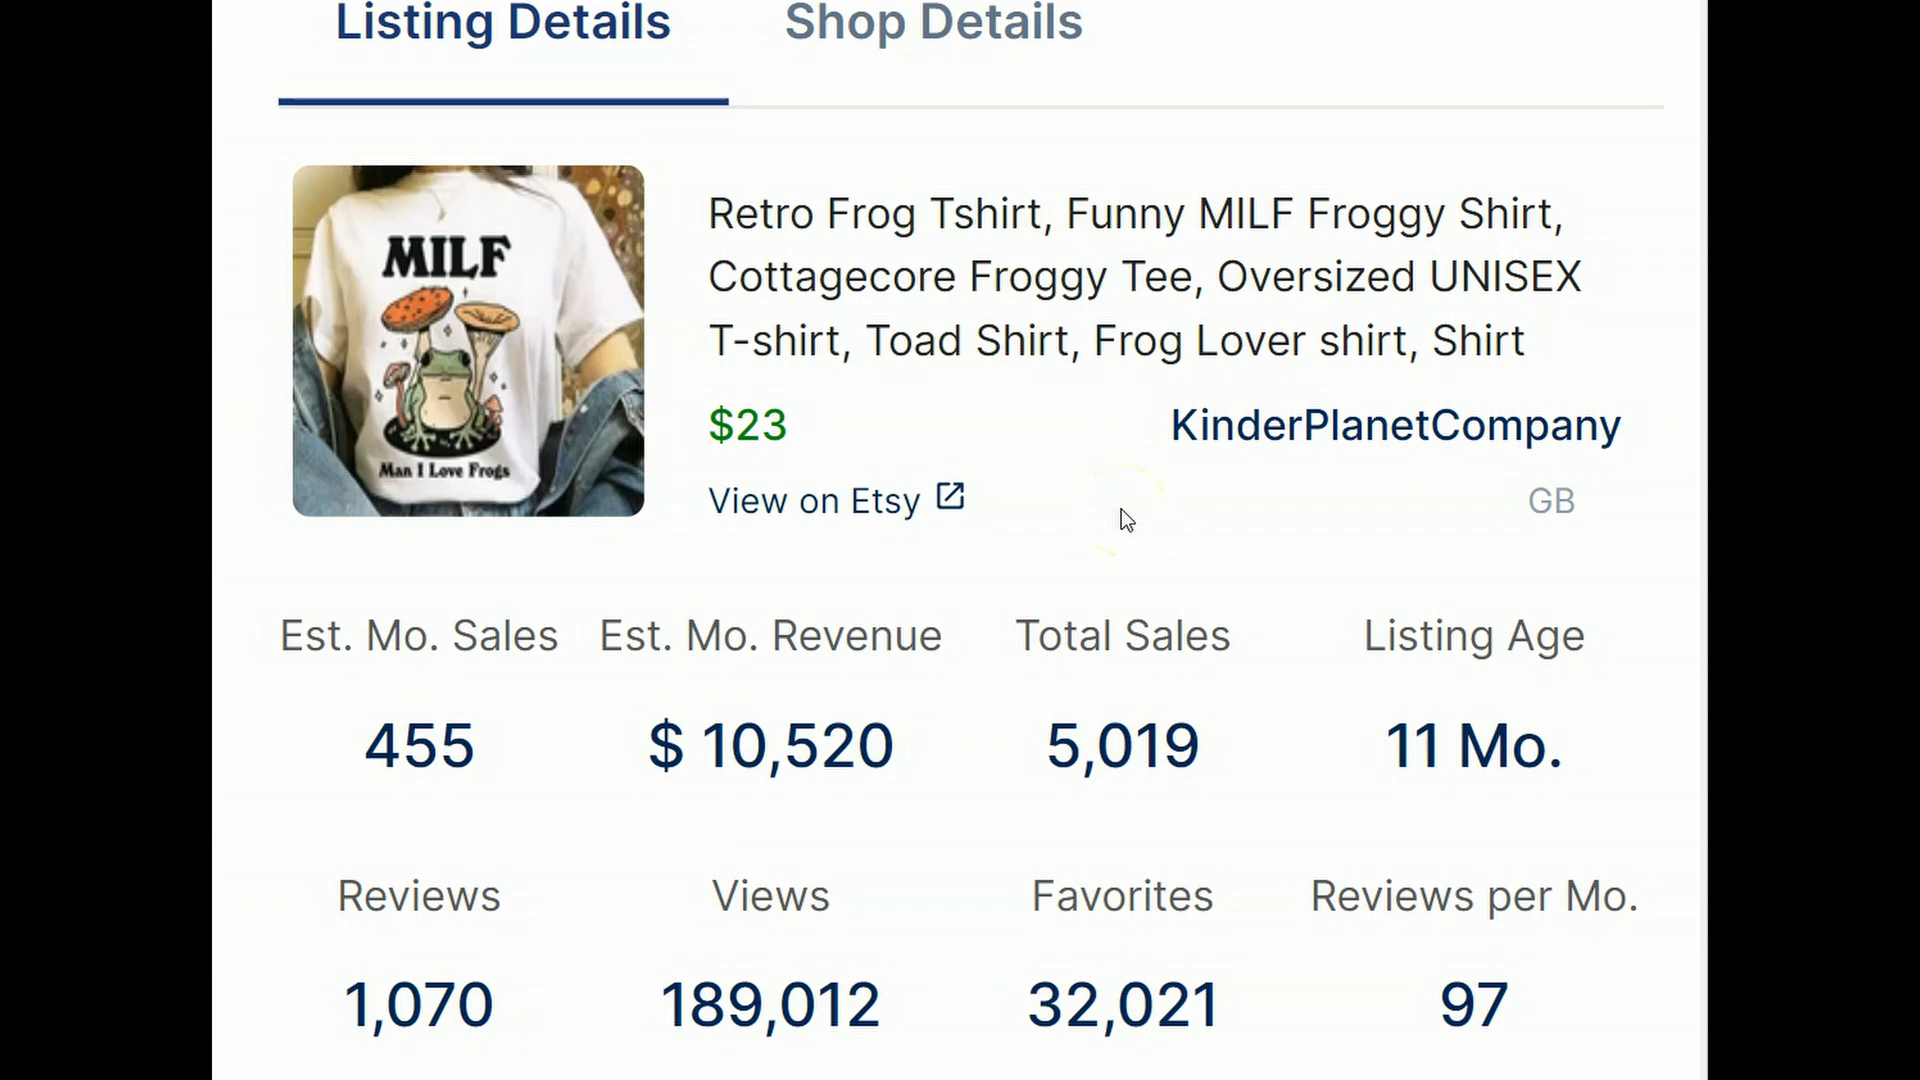 Listing Details
Shop Details
MILF
Man I Love Frogs
Retro Frog Tshirt, Funny MILF Froggy Shirt,
Cottagecore Froggy Tee, Oversized UNISEX
T-shirt, Toad Shirt, Frog Lover shirt, Shirt
$23
KinderPlanetCompany
View on Etsy
GB
Est. Mo. Sales
Est. Mo. Revenue
Total Sales
Listing Age
455
$ 10,520
5,019
11 Mo.
Reviews
Views
Favorites
Reviews per Mo.
1,070
189,012
32,021
97